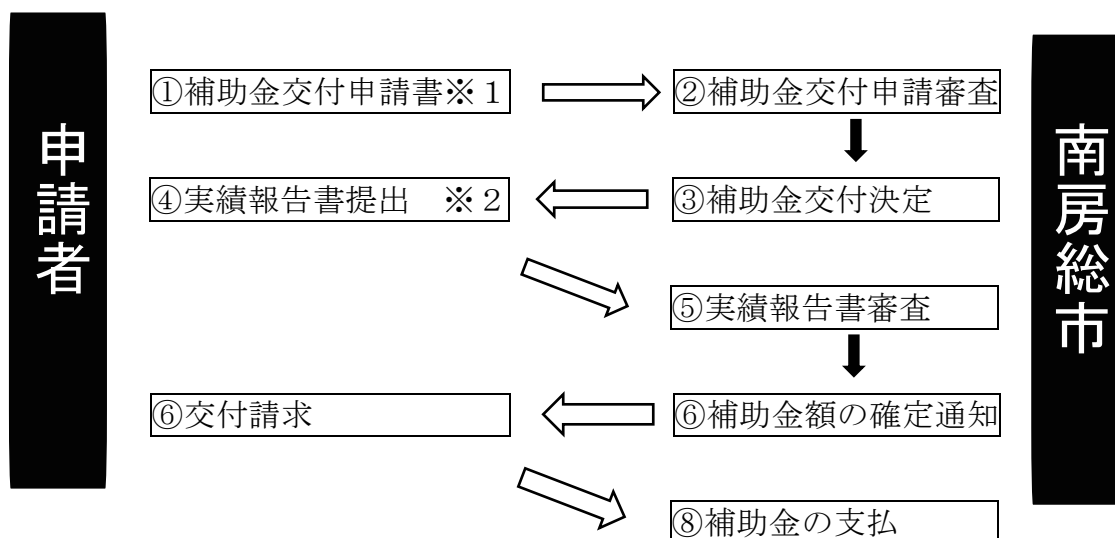 申請者
①補助金交付申請書※1
②補助金交付申請審査
④実績報告書提出　※2
③補助金交付決定
⑤実績報告書審査
⑥交付請求
⑥補助金額の確定通知
⑧補助金の支払
南房総市